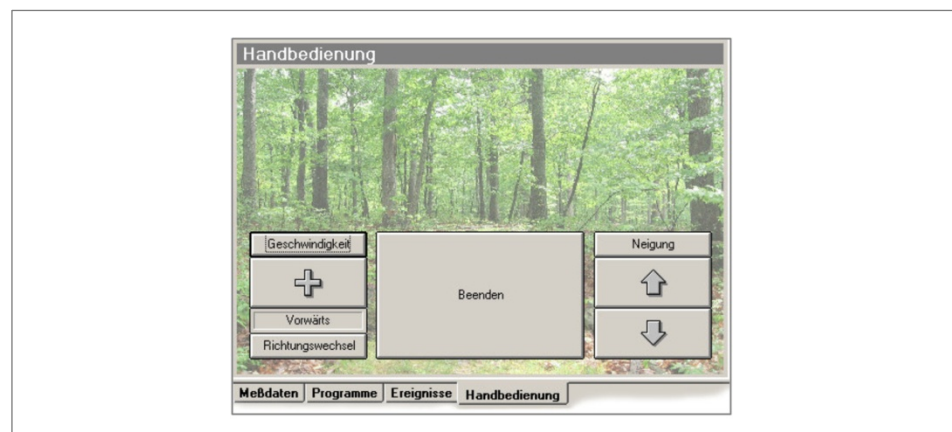 Handbedienung
Geschwindigkeit
Vorwärts
Richtungswechsel
Beenden
Neigung
Meßdaten Programme Ereignisse Handbedienung